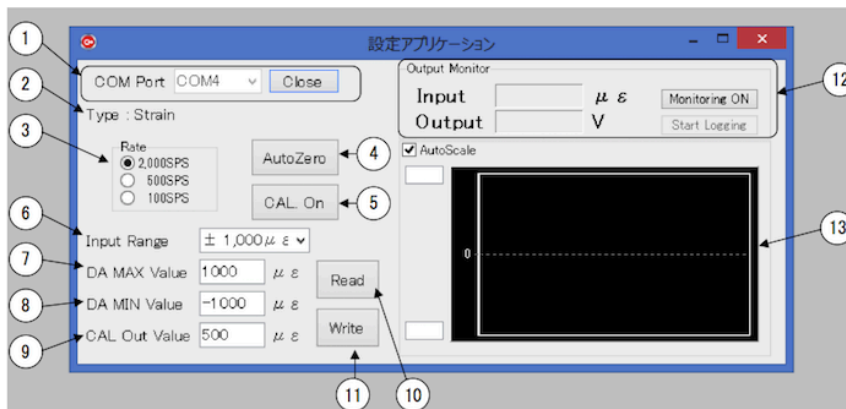 設定アプリケーション
1
COM Port COM4 Close
2
Type : Strain
3
Rate
2,000SPS
500SPS
100SPS
AutoZero
4
CAL. On
5
6
Input Range ± 1,000μ ε
7
DA MAX Value 1000 μ ε
8
DA MIN Value -1000 μ ε
9
CAL Out Value 500 μ ε
Read
Write
10
11
Output Monitor
Input μ ε Monitoring ON
Output V Start Logging
12
AutoScale
0
13